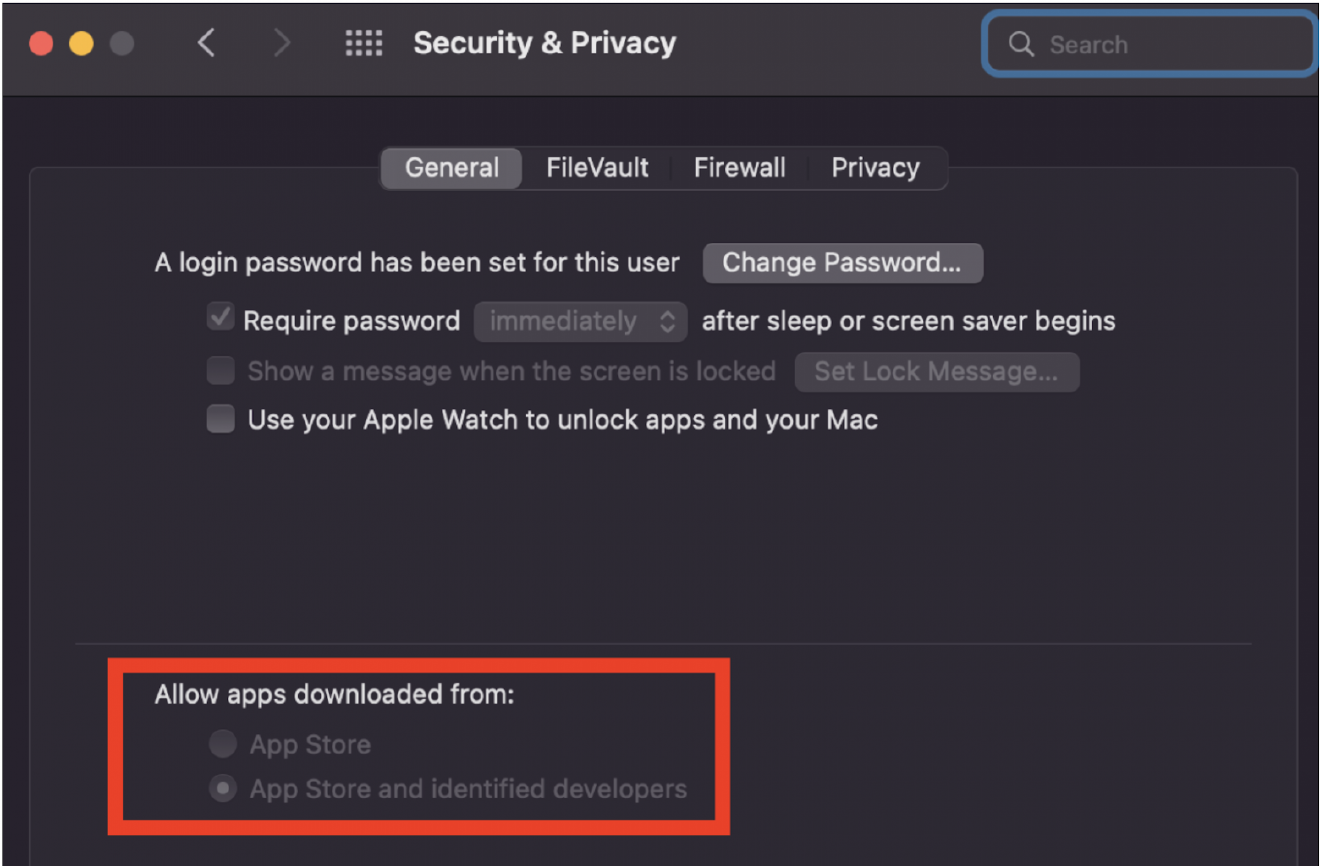 Security & Privacy
Search
General FileVault Firewall Privacy
A login password has been set for this user Change Password...
Require password immediately after sleep or screen saver begins
Show a message when the screen is locked Set Lock Message...
Use your Apple Watch to unlock apps and your Mac
Allow apps downloaded from:
App Store
App Store and identified developers